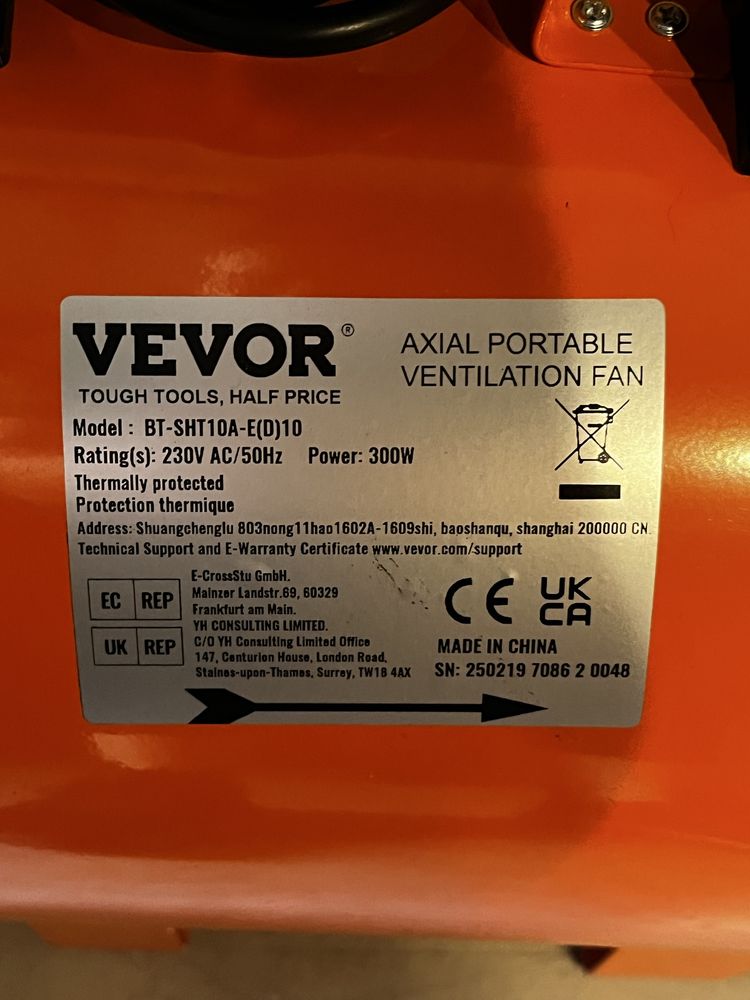 VEVOR®
TOUGH TOOLS, HALF PRICE
AXIAL PORTABLE
VENTILATION FAN
Model : BT-SHT10A-E(D)10
Rating(s): 230V AC/50Hz Power: 300W
Thermally protected
Protection thermique
Address: Shuangchenglu 803nong11hao1602A-1609shi, baoshanqu, shanghai 200000 CN.
Technical Support and E-Warranty Certificate www.vevor.com/support
EC REP
E-CrossStu GmbH.
Mainzer Landstr.69, 60329
Frankfurt am Main.
UK REP
YH CONSULTING LIMITED.
C/O YH Consulting Limited Office
147, Centurion House, London Road,
Staines-upon-Thames, Surrey, TW18 4AX
CE
UK
CA
MADE IN CHINA
SN: 250219 7086 2 0048